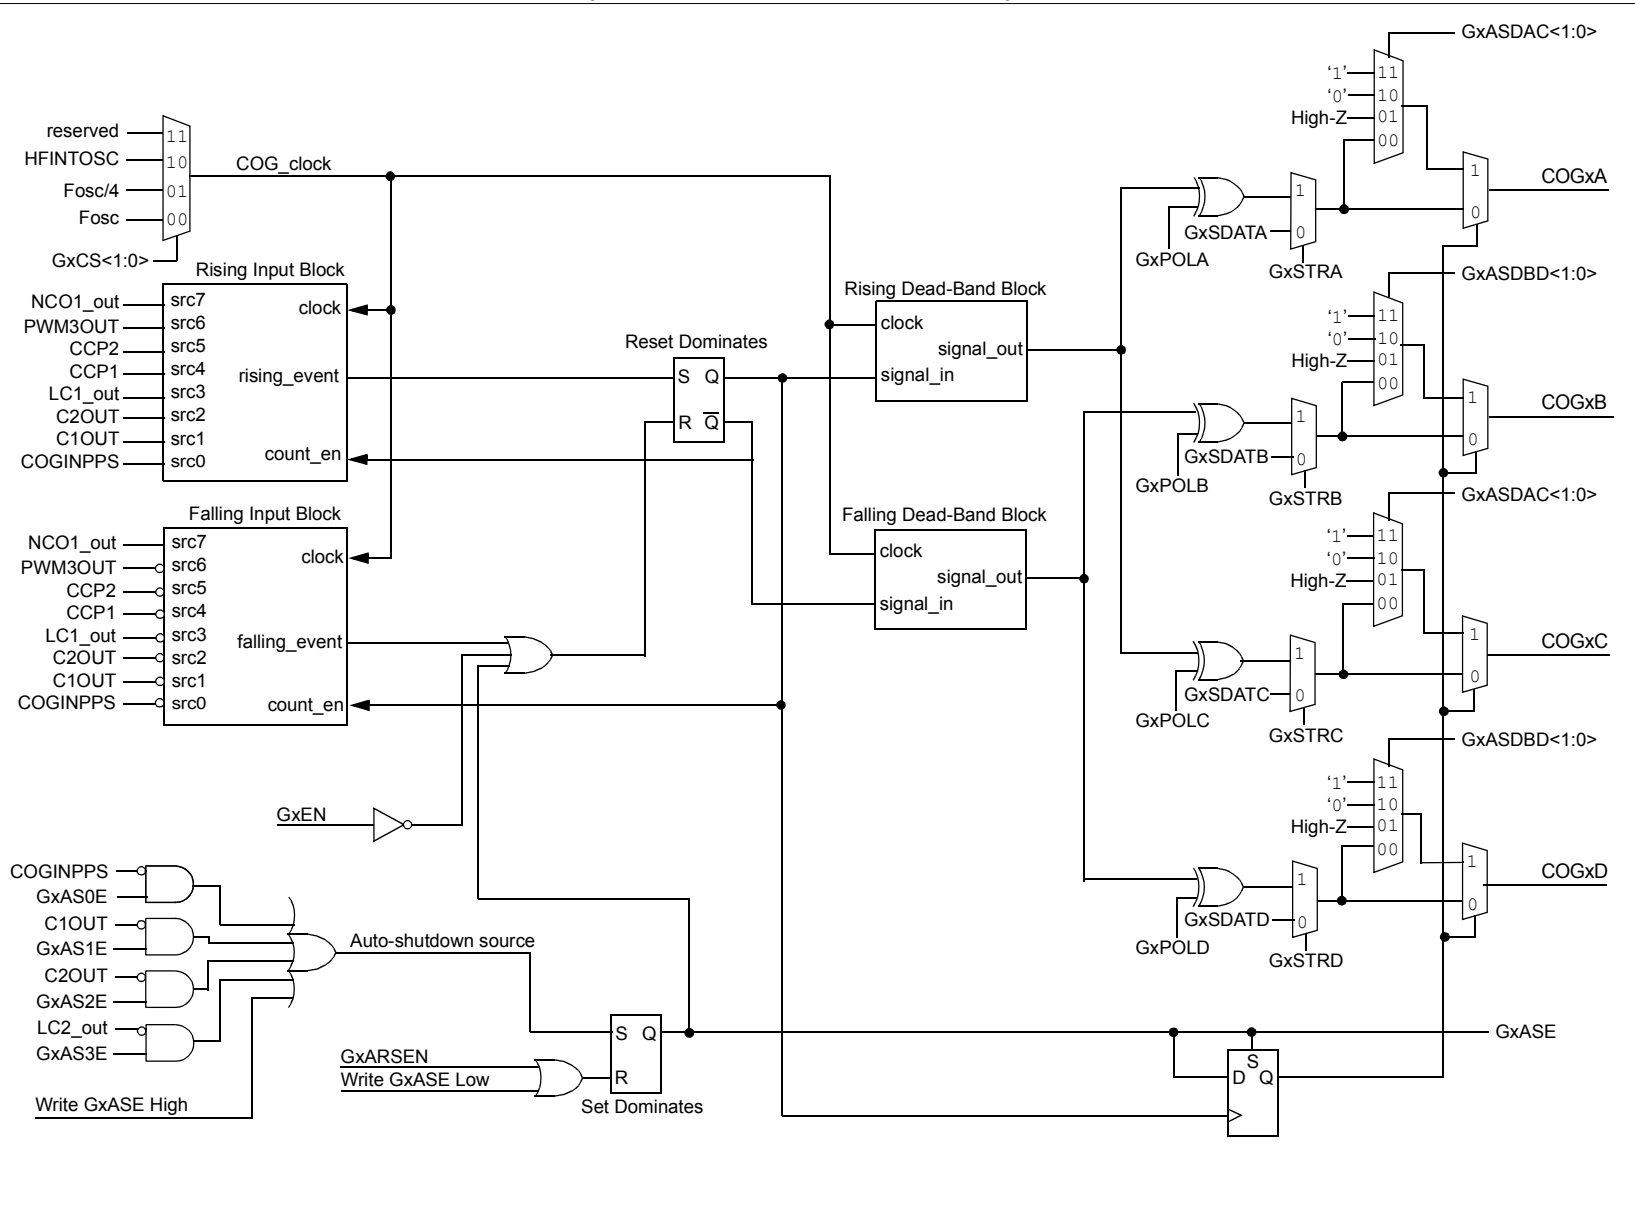 GxASDAC<1:0>
‘1’ 11
‘0’ 10
High-Z 01
00
1
0
COGxA
reserved 11
HFINTOSC 10
Fosc/4 01
Fosc 00
GxCS<1:0>
COG_clock
Rising Input Block
NCO1_out src7
PWM3OUT src6
CCP2 src5
CCP1 src4
LC1_out src3
C2OUT src2
C1OUT src1
COGINPPS src0
clock
rising_event
count_en
Falling Input Block
NCO1_out src7
PWM3OUT src6
CCP2 src5
CCP1 src4
LC1_out src3
C2OUT src2
C1OUT src1
COGINPPS src0
clock
falling_event
count_en
Reset Dominates
S Q
R Q
Rising Dead-Band Block
clock
signal_out
signal_in
Falling Dead-Band Block
clock
signal_out
signal_in
1
GxSDATA 0
GxPOLA
GxSTRA
GxASDBD<1:0>
‘1’ 11
‘0’ 10
High-Z 01
00
1
0
COGxB
1
GxSDATB 0
GxPOLB
GxSTRB
GxASDAC<1:0>
‘1’ 11
‘0’ 10
High-Z 01
00
1
0
COGxC
1
GxSDATC 0
GxPOLC
GxSTRC
GxASDBD<1:0>
‘1’ 11
‘0’ 10
High-Z 01
00
1
0
COGxD
1
GxSDATD 0
GxPOLD
GxSTRD
GxEN
COGINPPS
GxAS0E
C1OUT
GxAS1E
C2OUT
GxAS2E
LC2_out
GxAS3E
Write GxASE High
Auto-shutdown source
GxARSEN
Write GxASE Low
S Q
R
Set Dominates
GxASE
S
D Q